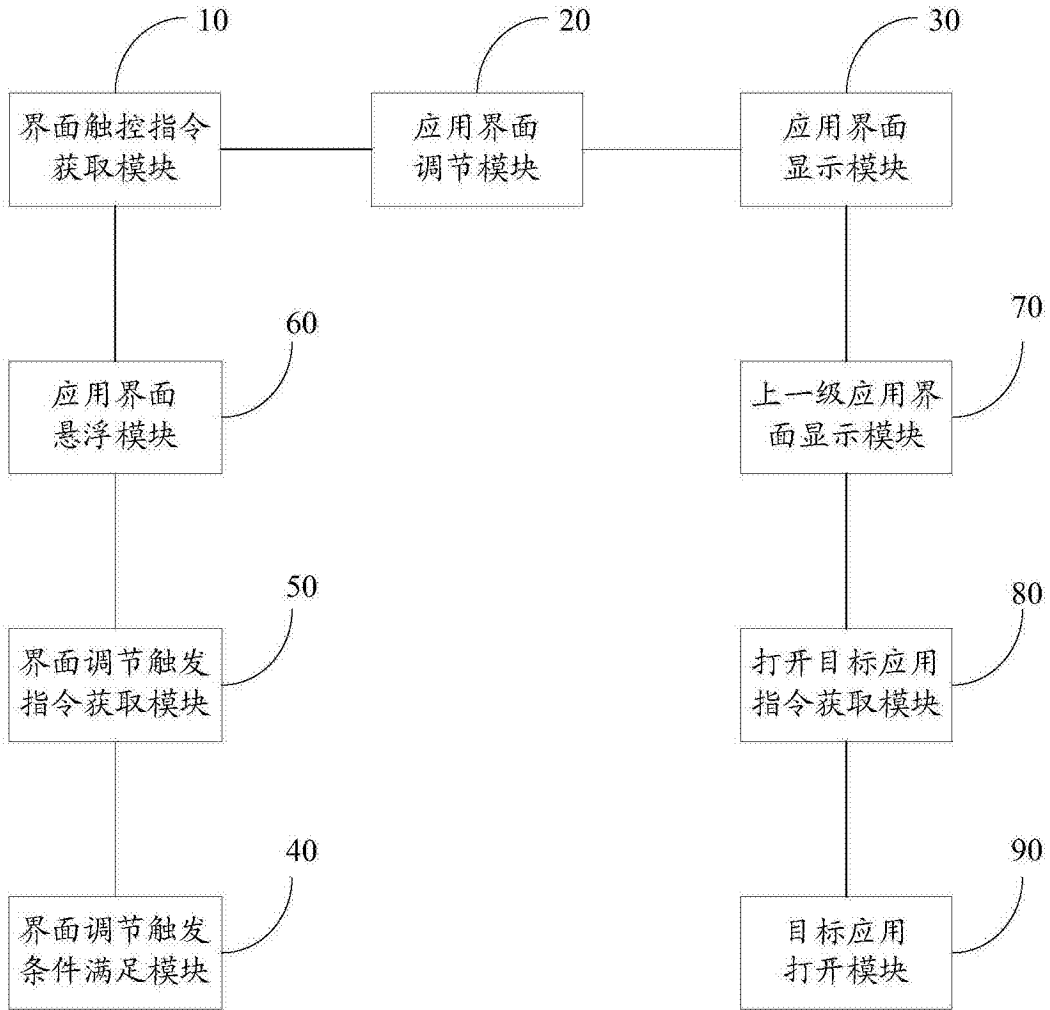 10
20
30
界面触控指令
获取模块
应用界面
调节模块
应用界面
显示模块
60
70
应用界面
悬浮模块
上一级应用界
面显示模块
50
80
界面调节触发
指令获取模块
打开目标应用
指令获取模块
40
90
界面调节触发
条件满足模块
目标应用
打开模块